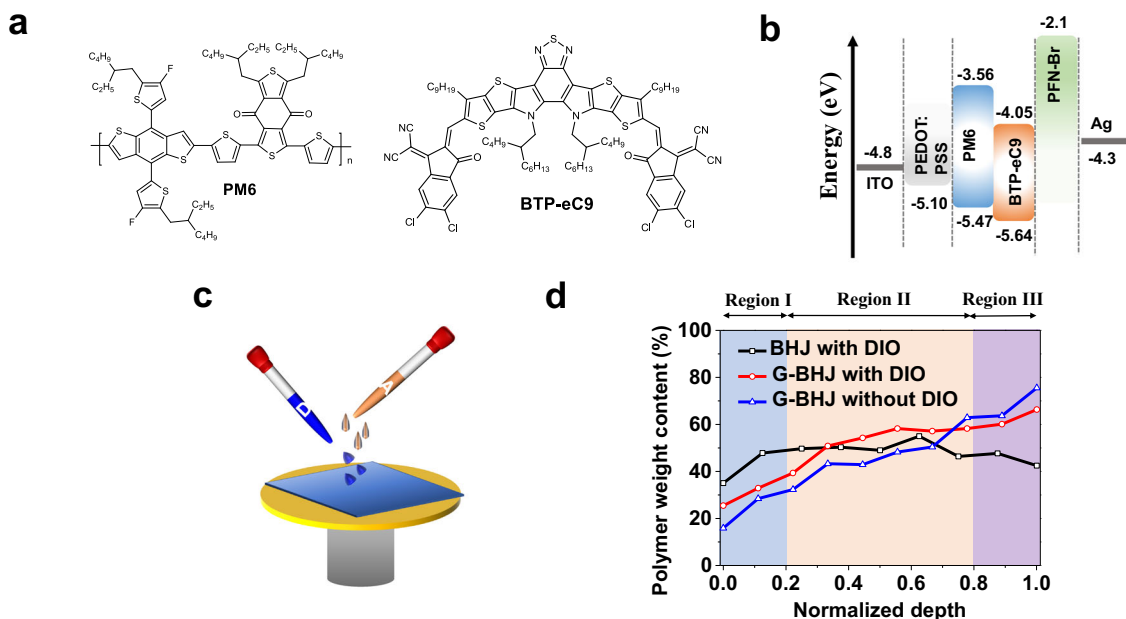 a
C4H9
C2H5
F
S
S
S
S
S
S
F
C2H5
C4H9
C4H9
C2H5
C2H5
C4H9
S
O
O
S
S
n
PM6
N
S
N
C9H19
S
S
S
S
C9H19
N
N
C4H9
C6H13
C4H9
C6H13
NC
CN
O
Cl
Cl
O
CN
CN
Cl
Cl
BTP-eC9
b
Energy (eV)
-4.8
ITO
PEDOT:
PSS
-5.10
-3.56
PM6
-5.47
-4.05
BTP-eC9
-5.64
-2.1
PFN-Br
Ag
-4.3
c
D
A
d
Region I
Region II
Region III
Polymer weight content (%)
100
80
60
40
20
0
BHJ with DIO
G-BHJ with DIO
G-BHJ without DIO
0.0 0.2 0.4 0.6 0.8 1.0
Normalized depth